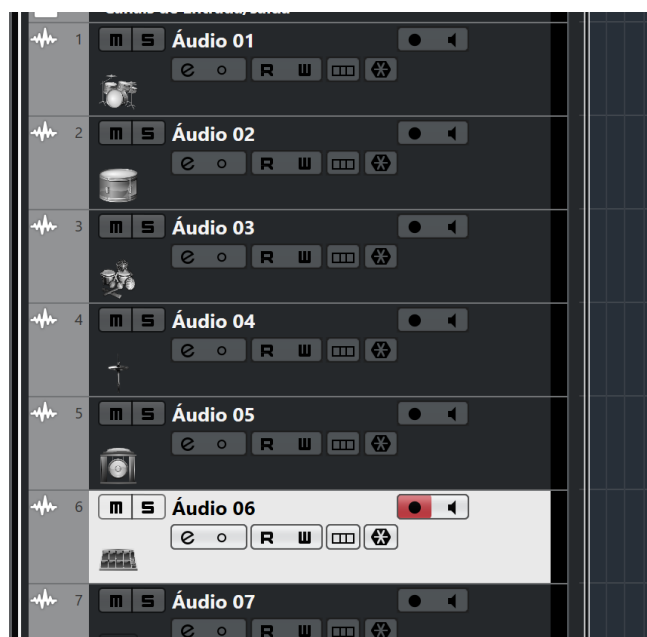 1 m S Áudio 01
e R W
2 m S Áudio 02
e R W
3 m S Áudio 03
e R W
4 m S Áudio 04
e R W
5 m S Áudio 05
e R W
6 m S Áudio 06
e R W
7 m S Áudio 07
e R W